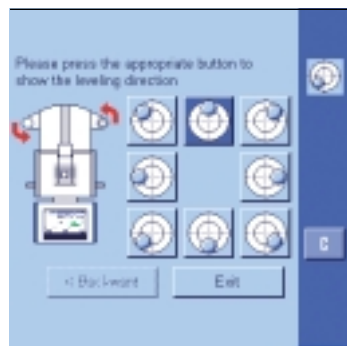 Please press the appropriate button to
show the leveling direction
< Backward
Exit
C